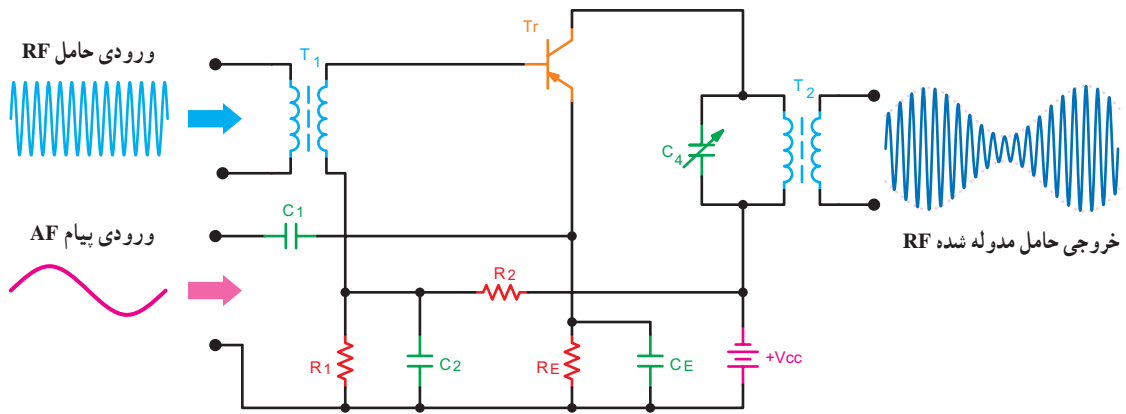 ورودی حامل RF
T1
Tr
T2
C4
خروجی حامل مدوله شده RF
C1
ورودی پیام AF
R2
R1
C2
RE
CE
+Vcc